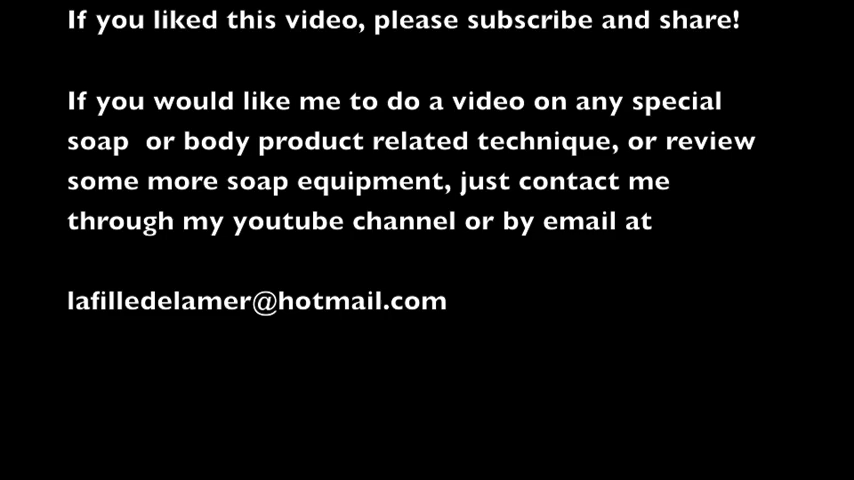 If you liked this video, please subscribe and share!
If you would like me to do a video on any special
soap  or body product related technique, or review
some more soap equipment, just contact me
through my youtube channel or by email at
lafilledelamer@hotmail.com